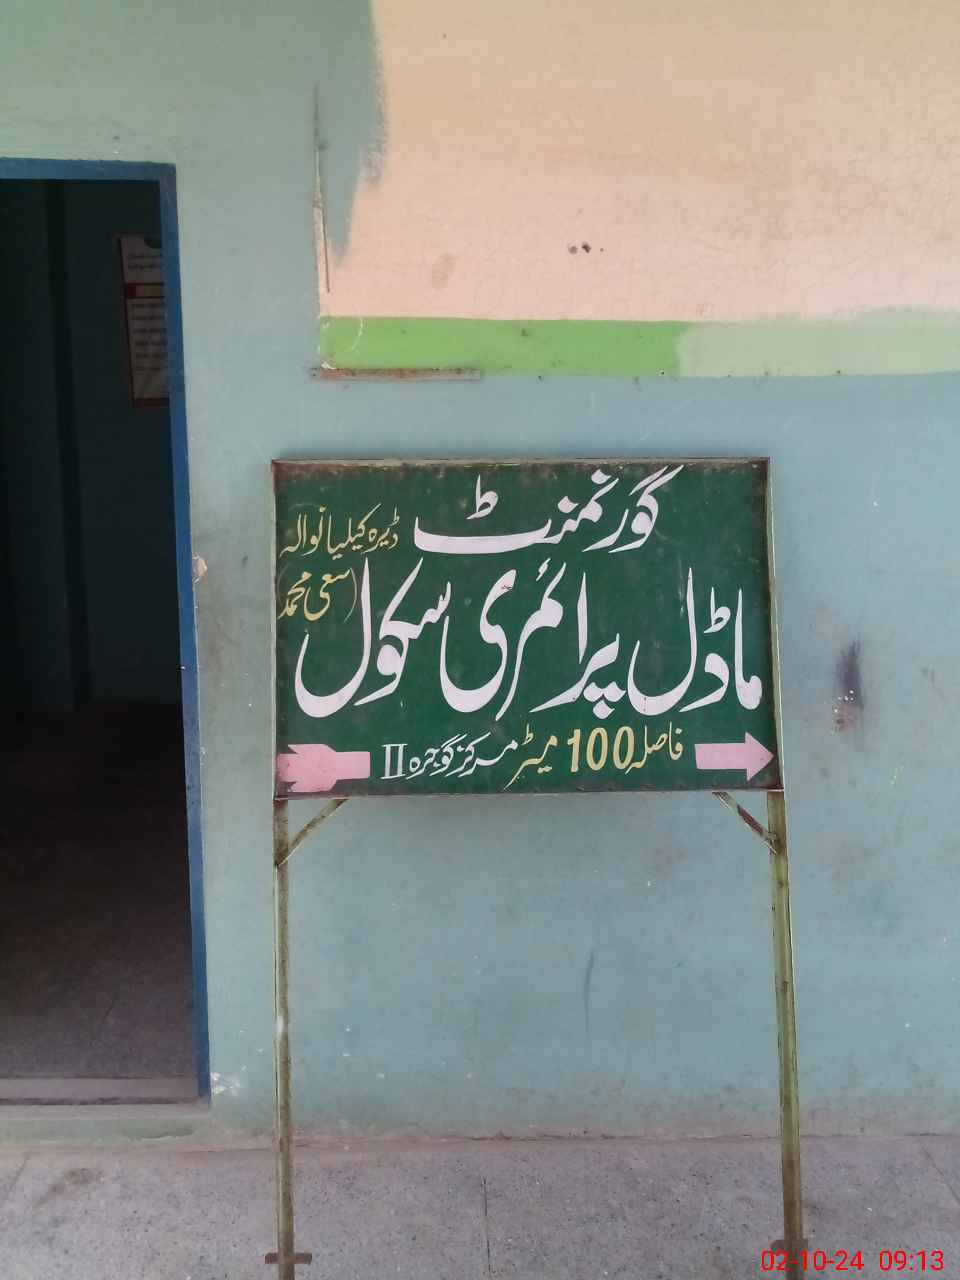 گورنمنٹ ڈیرہ کیلیانوالہ
(سعی محمد)
ماڈل پرائمری سکول
فاصلہ 100 میٹر مرکز گوجرہ II
02-10-24 09:13